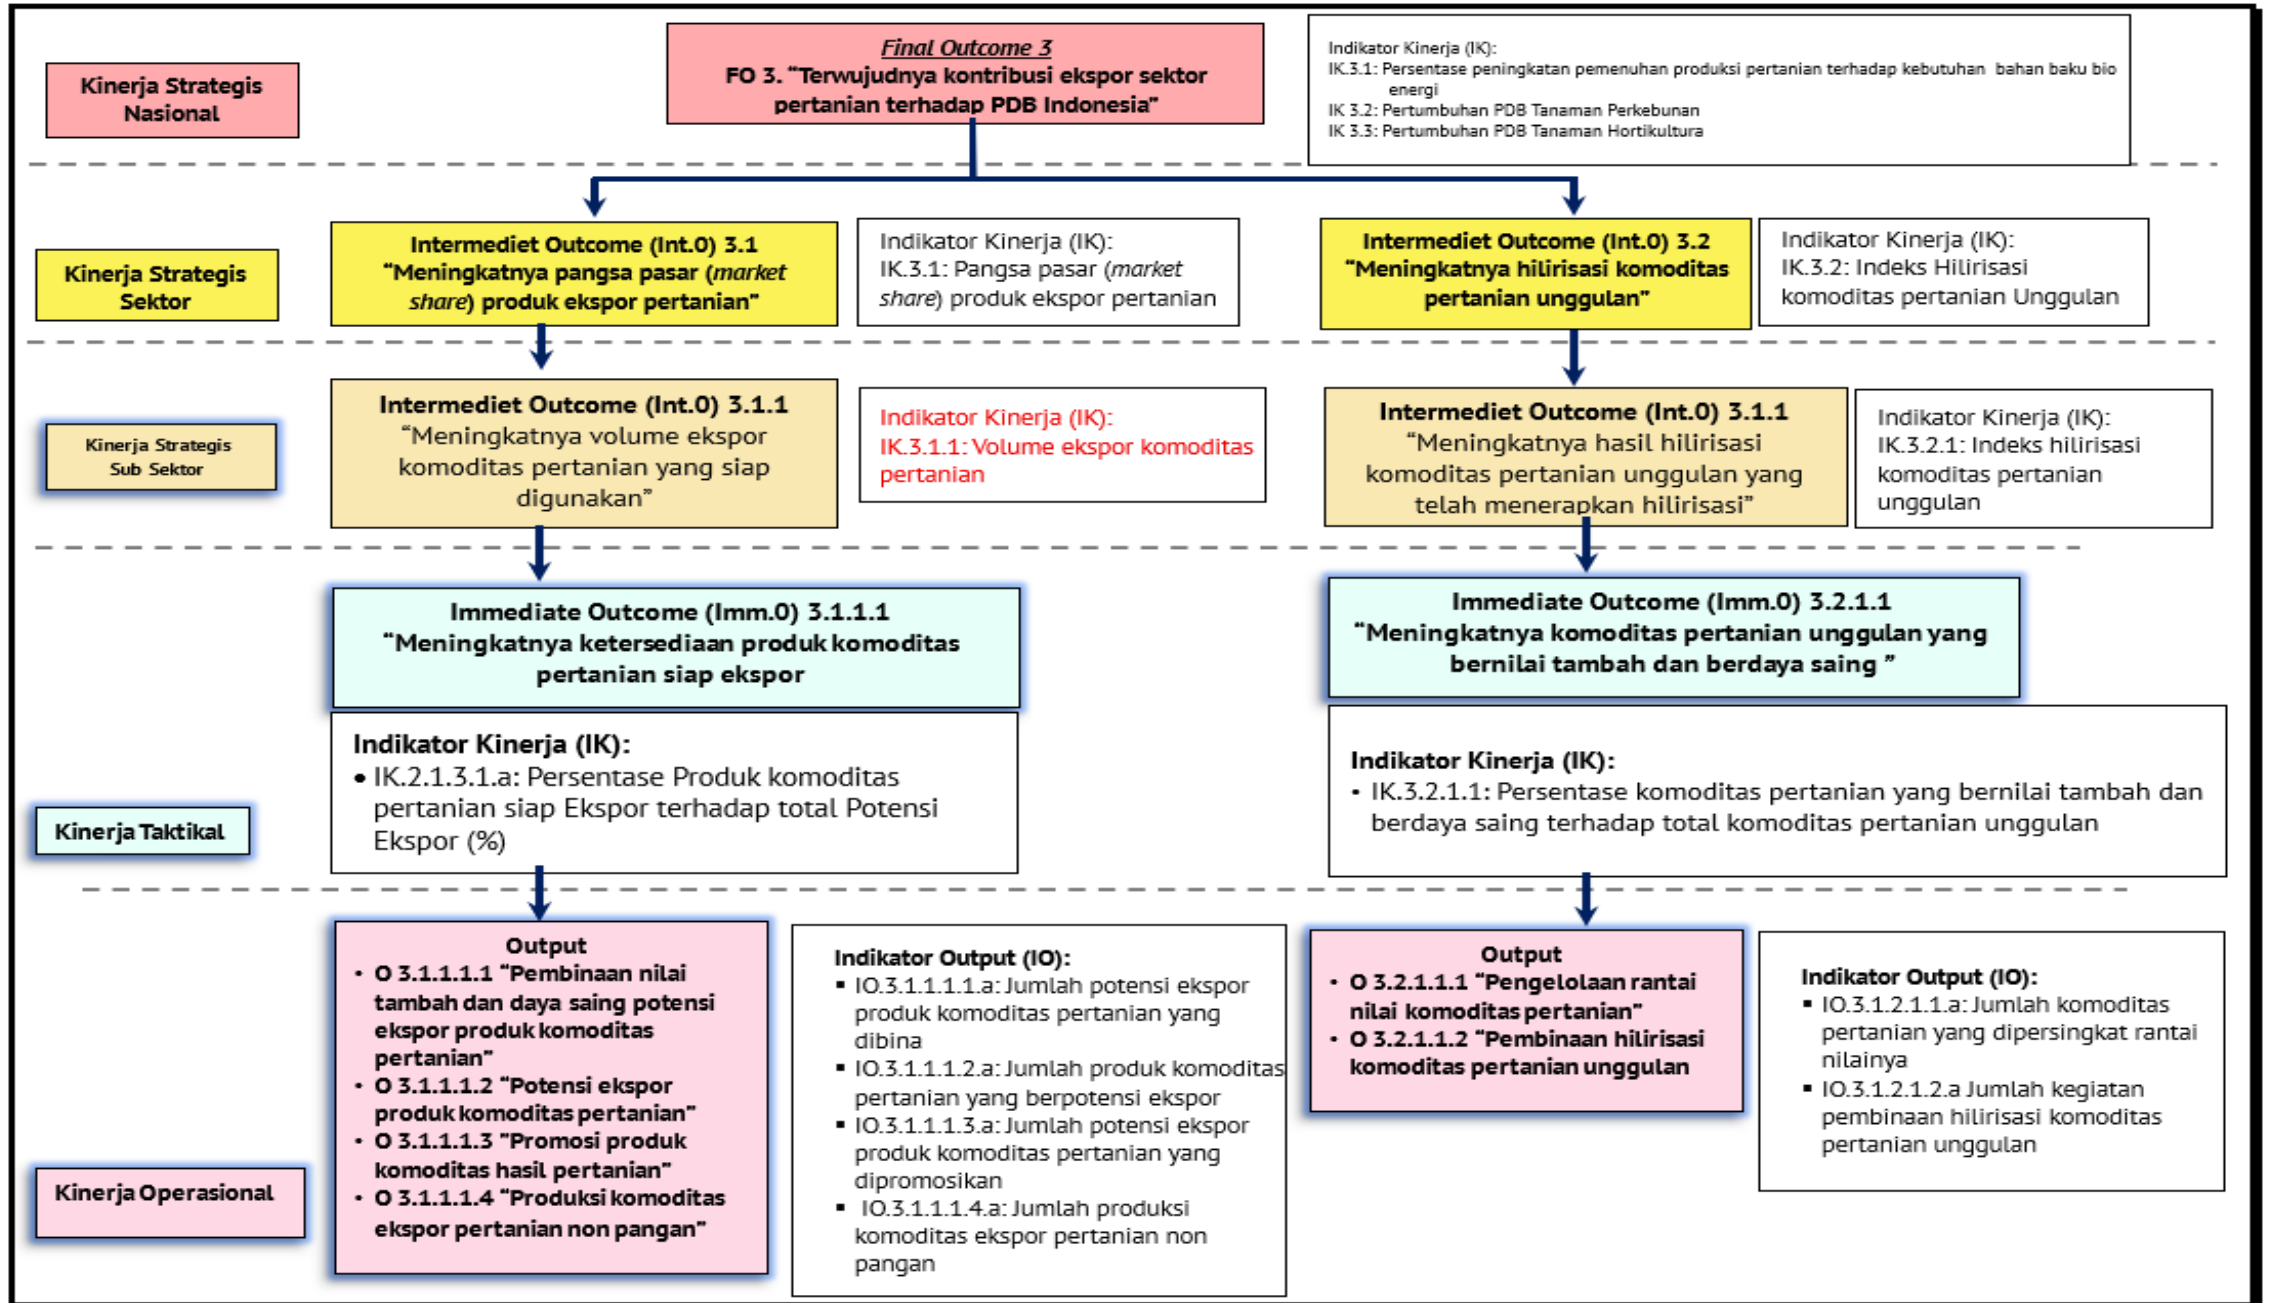 Final Outcome 3
FO 3. “Terwujudnya kontribusi ekspor sektor
pertanian terhadap PDB Indonesia”
Indikator Kinerja (IK):
IK.3.1: Persentase peningkatan pemenuhan produksi pertanian terhadap kebutuhan bahan baku bio
energi
IK 3.2: Pertumbuhan PDB Tanaman Perkebunan
IK 3.3: Pertumbuhan PDB Tanaman Hortikultura
Kinerja Strategis
Nasional
Kinerja Strategis
Sektor
Intermediet Outcome (Int.0) 3.1
“Meningkatnya pangsa pasar (market
share) produk ekspor pertanian”
Indikator Kinerja (IK):
IK.3.1: Pangsa pasar (market
share) produk ekspor pertanian
Intermediet Outcome (Int.0) 3.2
“Meningkatnya hilirisasi komoditas
pertanian unggulan”
Indikator Kinerja (IK):
IK.3.2: Indeks Hilirisasi
komoditas pertanian Unggulan
Kinerja Strategis
Sub Sektor
Intermediet Outcome (Int.0) 3.1.1
“Meningkatnya volume ekspor
komoditas pertanian yang siap
digunakan”
Indikator Kinerja (IK):
IK.3.1.1: Volume ekspor komoditas
pertanian
Intermediet Outcome (Int.0) 3.1.1
“Meningkatnya hasil hilirisasi
komoditas pertanian unggulan yang
telah menerapkan hilirisasi”
Indikator Kinerja (IK):
IK.3.2.1: Indeks hilirisasi
komoditas pertanian
unggulan
Immediate Outcome (Imm.0) 3.1.1.1
“Meningkatnya ketersediaan produk komoditas
pertanian siap ekspor
Indikator Kinerja (IK):
• IK.2.1.3.1.a: Persentase Produk komoditas
pertanian siap Ekspor terhadap total Potensi
Ekspor (%)
Immediate Outcome (Imm.0) 3.2.1.1
“Meningkatnya komoditas pertanian unggulan yang
bernilai tambah dan berdaya saing ”
Indikator Kinerja (IK):
• IK.3.2.1.1: Persentase komoditas pertanian yang bernilai tambah dan
berdaya saing terhadap total komoditas pertanian unggulan
Kinerja Taktikal
Kinerja Operasional
Output
• O 3.1.1.1.1 “Pembinaan nilai
tambah dan daya saing potensi
ekspor produk komoditas
pertanian”
• O 3.1.1.1.2 “Potensi ekspor
produk komoditas pertanian”
• O 3.1.1.1.3 “Promosi produk
komoditas hasil pertanian”
• O 3.1.1.1.4 “Produksi komoditas
ekspor pertanian non pangan”
Indikator Output (IO):
▪ IO.3.1.1.1.1.a: Jumlah potensi ekspor
produk komoditas pertanian yang
dibina
▪ IO.3.1.1.1.2.a: Jumlah produk komoditas
pertanian yang berpotensi ekspor
▪ IO.3.1.1.1.3.a: Jumlah potensi ekspor
produk komoditas pertanian yang
dipromosikan
▪ IO.3.1.1.1.4.a: Jumlah produksi
komoditas ekspor pertanian non
pangan
Output
• O 3.2.1.1.1 “Pengelolaan rantai
nilai komoditas pertanian”
• O 3.2.1.1.2 “Pembinaan hilirisasi
komoditas pertanian unggulan
Indikator Output (IO):
▪ IO.3.1.2.1.1.a: Jumlah komoditas
pertanian yang dipersingkat rantai
nilainya
▪ IO.3.1.2.1.2.a Jumlah kegiatan
pembinaan hilirisasi komoditas
pertanian unggulan